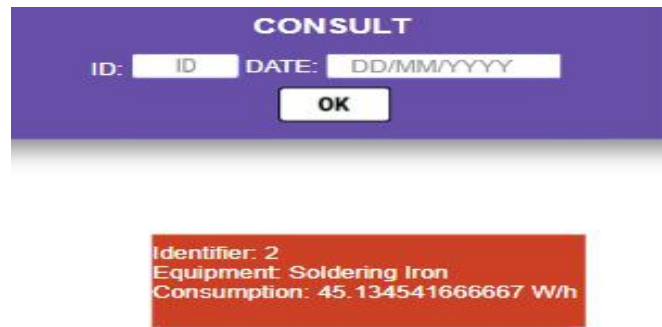 CONSULT
ID: ID DATE: DD/MM/YYYY
OK
Identifier: 2
Equipment: Soldering Iron
Consumption: 45.134541666667 W/h